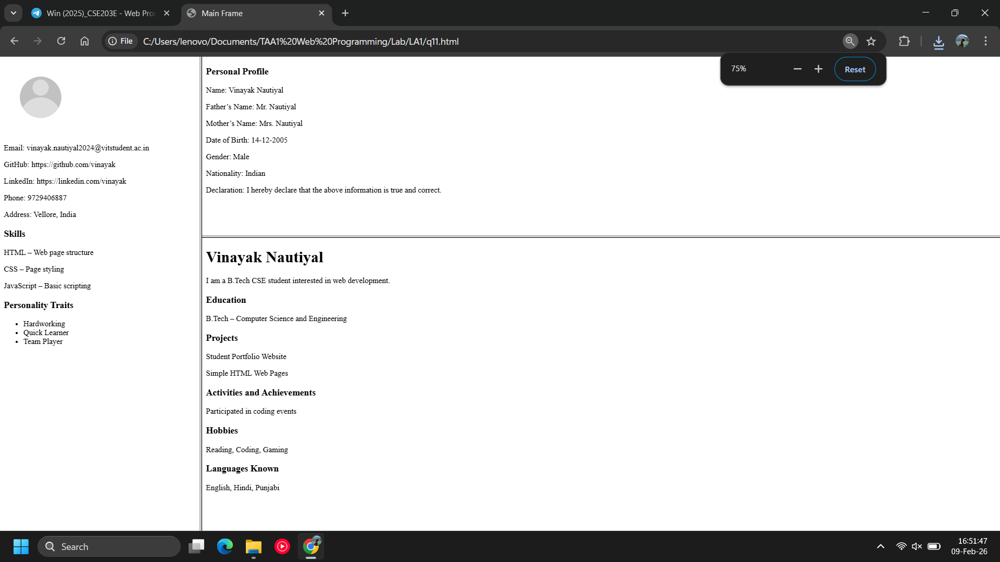 Win (2025)_CSE203E - Web Pro
Main Frame
File
C:/Users/lenovo/Documents/TAA1%20Web%20Programming/Lab/LA1/q11.html
75%
Reset
Email: vinayak.nautiyal2024@vitstudent.ac.in
GitHub: https://github.com/vinayak
LinkedIn: https://linkedin.com/vinayak
Phone: 9729406887
Address: Vellore, India
Skills
HTML – Web page structure
CSS – Page styling
JavaScript – Basic scripting
Personality Traits
• Hardworking
• Quick Learner
• Team Player
Personal Profile
Name: Vinayak Nautiyal
Father’s Name: Mr. Nautiyal
Mother’s Name: Mrs. Nautiyal
Date of Birth: 14-12-2005
Gender: Male
Nationality: Indian
Declaration: I hereby declare that the above information is true and correct.
Vinayak Nautiyal
I am a B.Tech CSE student interested in web development.
Education
B.Tech – Computer Science and Engineering
Projects
Student Portfolio Website
Simple HTML Web Pages
Activities and Achievements
Participated in coding events
Hobbies
Reading, Coding, Gaming
Languages Known
English, Hindi, Punjabi
Search
16:51:47
09-Feb-26